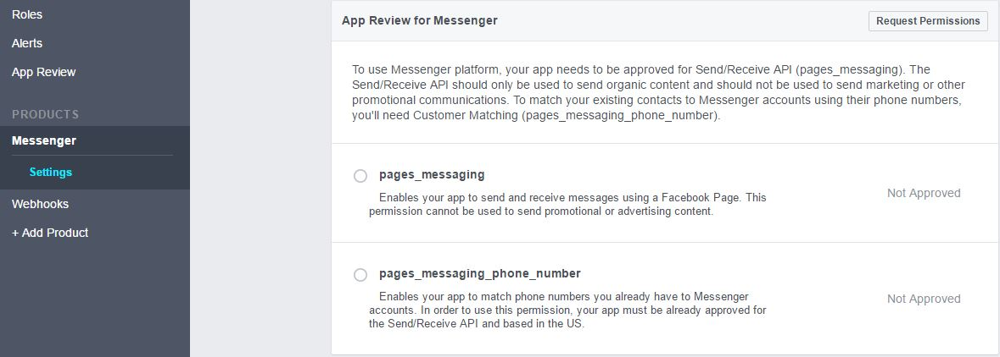 Roles
Alerts
App Review
PRODUCTS
Messenger
Settings
Webhooks
+ Add Product
App Review for Messenger
Request Permissions
To use Messenger platform, your app needs to be approved for Send/Receive API (pages_messaging). The
Send/Receive API should only be used to send organic content and should not be used to send marketing or other
promotional communications. To match your existing contacts to Messenger accounts using their phone numbers,
you'll need Customer Matching (pages_messaging_phone_number).
pages_messaging
Enables your app to send and receive messages using a Facebook Page. This
permission cannot be used to send promotional or advertising content.
Not Approved
pages_messaging_phone_number
Enables your app to match phone numbers you already have to Messenger
accounts. In order to use this permission, your app must be already approved for
the Send/Receive API and based in the US.
Not Approved